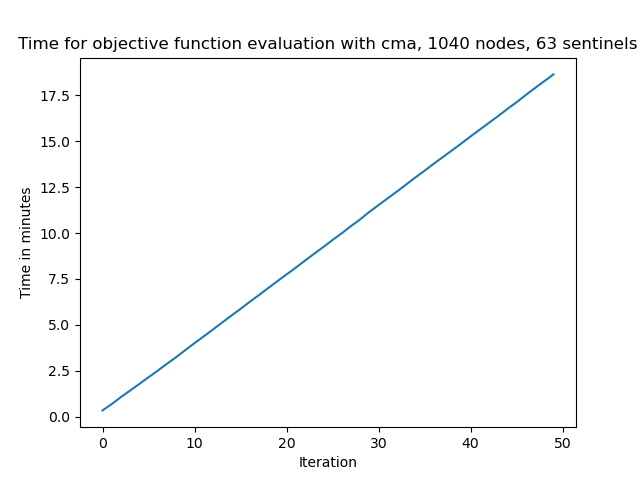 Time for objective function evaluation with cma, 1040 nodes, 63 sentinels
17.5
15.0
12.5
10.0
7.5
5.0
2.5
0.0
Time in minutes
0 10 20 30 40 50
Iteration